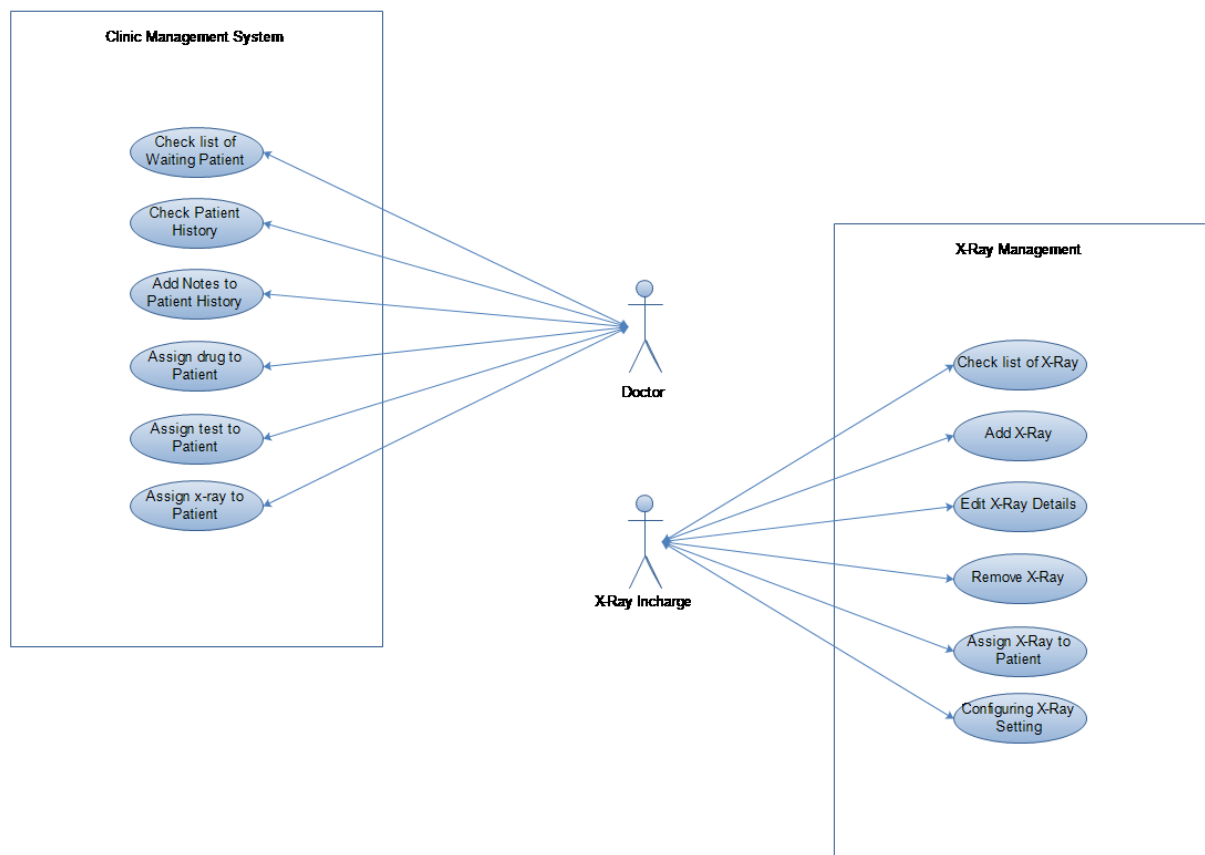 Clinic Management System
Check list of
Waiting Patient
Check Patient
History
Add Notes to
Patient History
Assign drug to
Patient
Assign test to
Patient
Assign x-ray to
Patient
Doctor
X-Ray Incharge
X-Ray Management
Check list of X-Ray
Add X-Ray
Edit X-Ray Details
Remove X-Ray
Assign X-Ray to
Patient
Configuring X-Ray
Setting